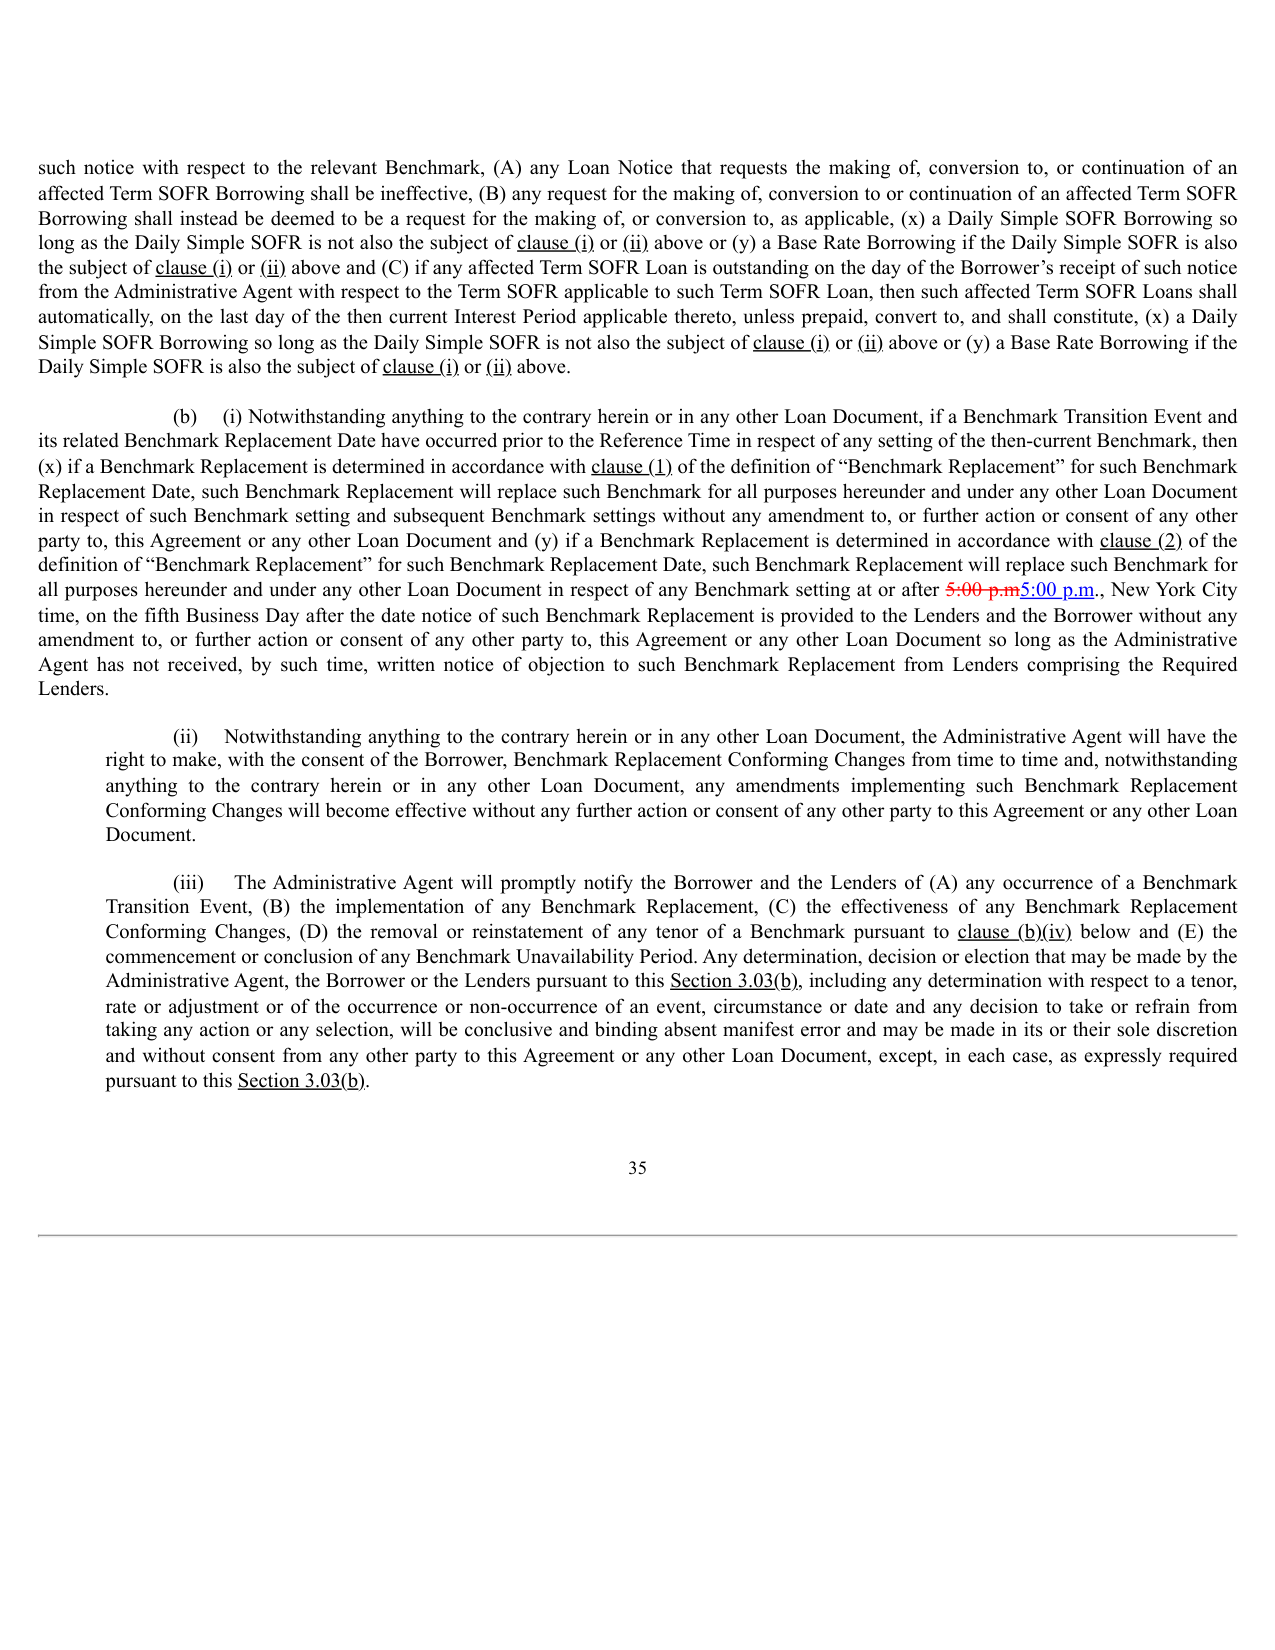 such notice with respect to the relevant Benchmark, (A) any Loan Notice that requests the making of, conversion to, or continuation of an
affected Term SOFR Borrowing shall be ineffective, (B) any request for the making of, conversion to or continuation of an affected Term SOFR
Borrowing shall instead be deemed to be a request for the making of, or conversion to, as applicable, (x) a Daily Simple SOFR Borrowing so
long as the Daily Simple SOFR is not also the subject of clause (i) or (ii) above or (y) a Base Rate Borrowing if the Daily Simple SOFR is also
the subject of clause (i) or (ii) above and (C) if any affected Term SOFR Loan is outstanding on the day of the Borrower’s receipt of such notice
from the Administrative Agent with respect to the Term SOFR applicable to such Term SOFR Loan, then such affected Term SOFR Loans shall
automatically, on the last day of the then current Interest Period applicable thereto, unless prepaid, convert to, and shall constitute, (x) a Daily
Simple SOFR Borrowing so long as the Daily Simple SOFR is not also the subject of clause (i) or (ii) above or (y) a Base Rate Borrowing if the
Daily Simple SOFR is also the subject of clause (i) or (ii) above.
(b) (i) Notwithstanding anything to the contrary herein or in any other Loan Document, if a Benchmark Transition Event and
its related Benchmark Replacement Date have occurred prior to the Reference Time in respect of any setting of the then-current Benchmark, then
(x) if a Benchmark Replacement is determined in accordance with clause (1) of the definition of “Benchmark Replacement” for such Benchmark
Replacement Date, such Benchmark Replacement will replace such Benchmark for all purposes hereunder and under any other Loan Document
in respect of such Benchmark setting and subsequent Benchmark settings without any amendment to, or further action or consent of any other
party to, this Agreement or any other Loan Document and (y) if a Benchmark Replacement is determined in accordance with clause (2) of the
definition of “Benchmark Replacement” for such Benchmark Replacement Date, such Benchmark Replacement will replace such Benchmark for
all purposes hereunder and under any other Loan Document in respect of any Benchmark setting at or after 5:00 p.m5:00 p.m., New York City
time, on the fifth Business Day after the date notice of such Benchmark Replacement is provided to the Lenders and the Borrower without any
amendment to, or further action or consent of any other party to, this Agreement or any other Loan Document so long as the Administrative
Agent has not received, by such time, written notice of objection to such Benchmark Replacement from Lenders comprising the Required
Lenders.
(ii) Notwithstanding anything to the contrary herein or in any other Loan Document, the Administrative Agent will have the
right to make, with the consent of the Borrower, Benchmark Replacement Conforming Changes from time to time and, notwithstanding
anything to the contrary herein or in any other Loan Document, any amendments implementing such Benchmark Replacement
Conforming Changes will become effective without any further action or consent of any other party to this Agreement or any other Loan
Document.
(iii) The Administrative Agent will promptly notify the Borrower and the Lenders of (A) any occurrence of a Benchmark
Transition Event, (B) the implementation of any Benchmark Replacement, (C) the effectiveness of any Benchmark Replacement
Conforming Changes, (D) the removal or reinstatement of any tenor of a Benchmark pursuant to clause (b)(iv) below and (E) the
commencement or conclusion of any Benchmark Unavailability Period. Any determination, decision or election that may be made by the
Administrative Agent, the Borrower or the Lenders pursuant to this Section 3.03(b), including any determination with respect to a tenor,
rate or adjustment or of the occurrence or non-occurrence of an event, circumstance or date and any decision to take or refrain from
taking any action or any selection, will be conclusive and binding absent manifest error and may be made in its or their sole discretion
and without consent from any other party to this Agreement or any other Loan Document, except, in each case, as expressly required
pursuant to this Section 3.03(b).
35